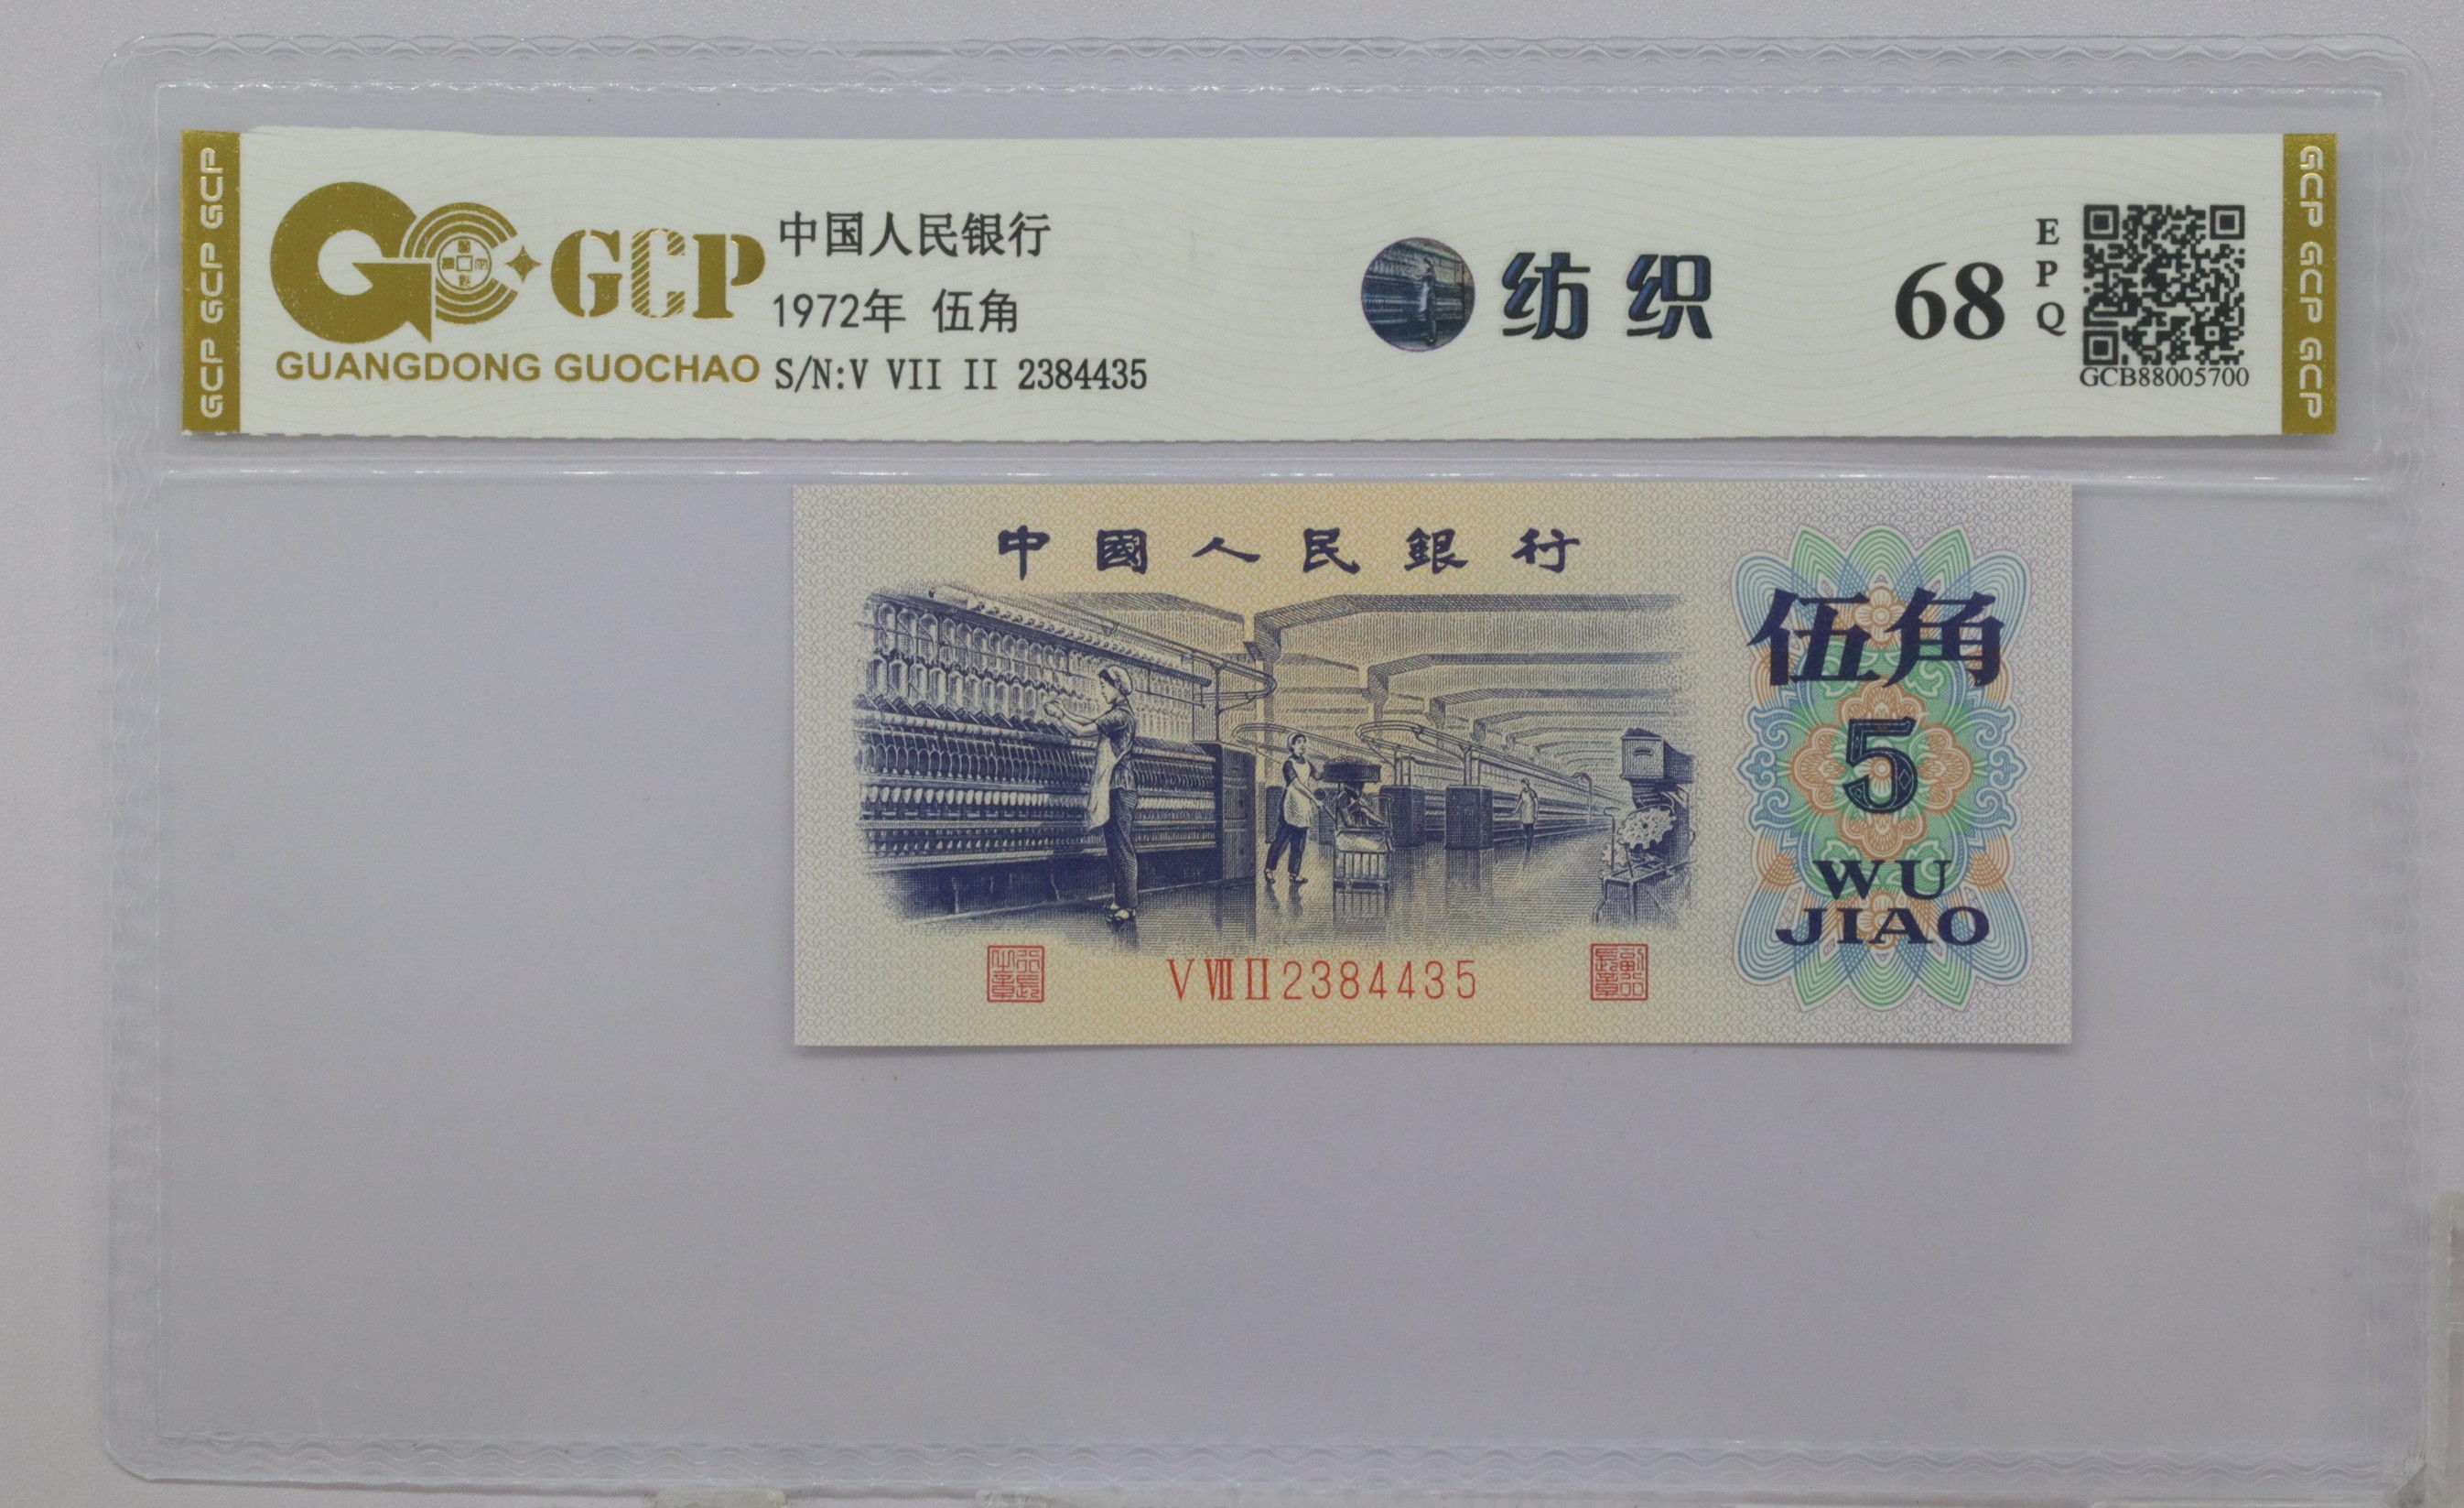 GCP GCP GCP
GCP
GUANGDONG GUOCHAO
中国人民银行
1972年 伍角
S/N:V VII II 2384435
纺织
68
E
P
Q
GCB88005700
GCP GCP GCP
中國人民銀行
伍角
5
WU
JIAO
V VII II 2384435